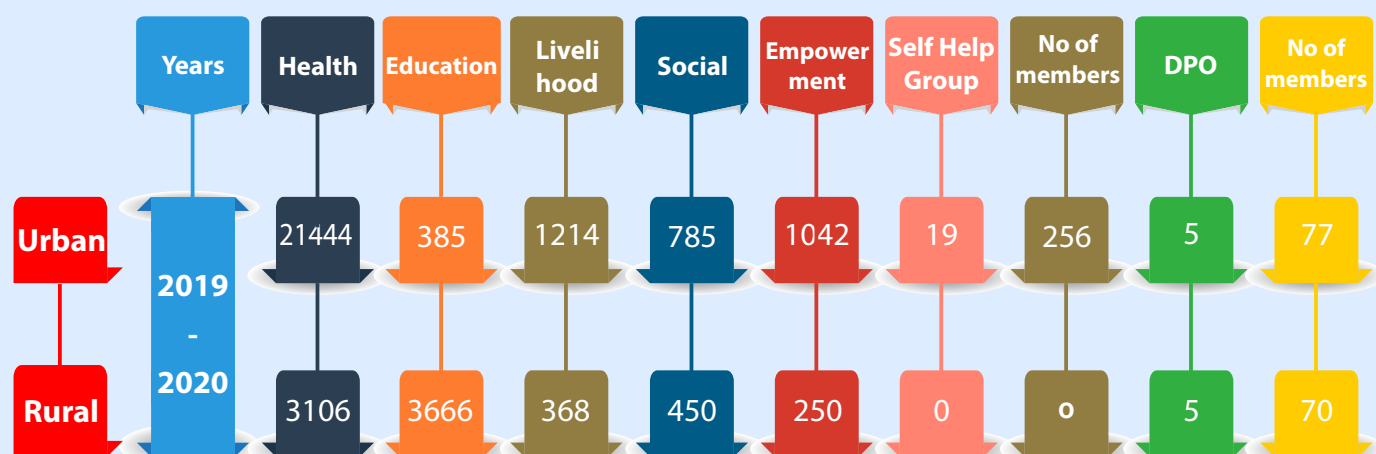 Years
Health
Education
Liveli
hood
Social
Empower
ment
Self Help
Group
No of
members
DPO
No of
members
Urban
2019
-
2020
21444
385
1214
785
1042
19
256
5
77
Rural
3106
3666
368
450
250
0
o
5
70